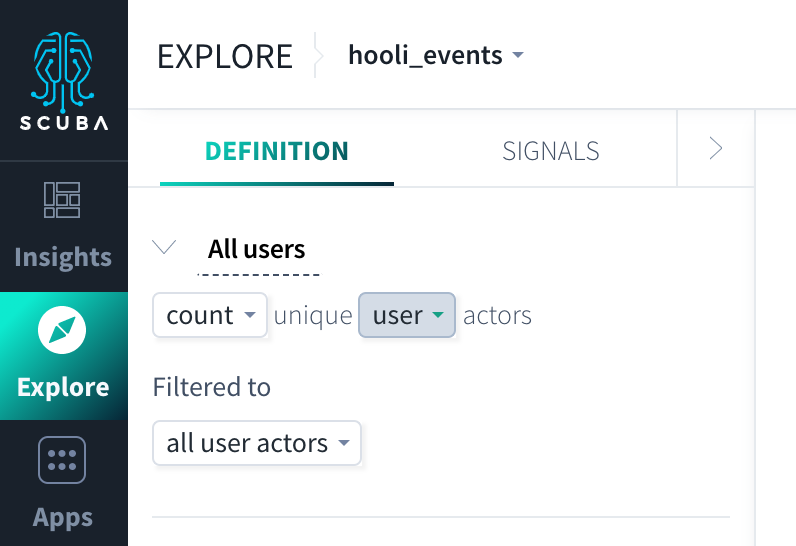 SCUBA
EXPLORE hooli_events
DEFINITION SIGNALS
Insights
All users
count unique user actors
Explore
Filtered to
all user actors
Apps